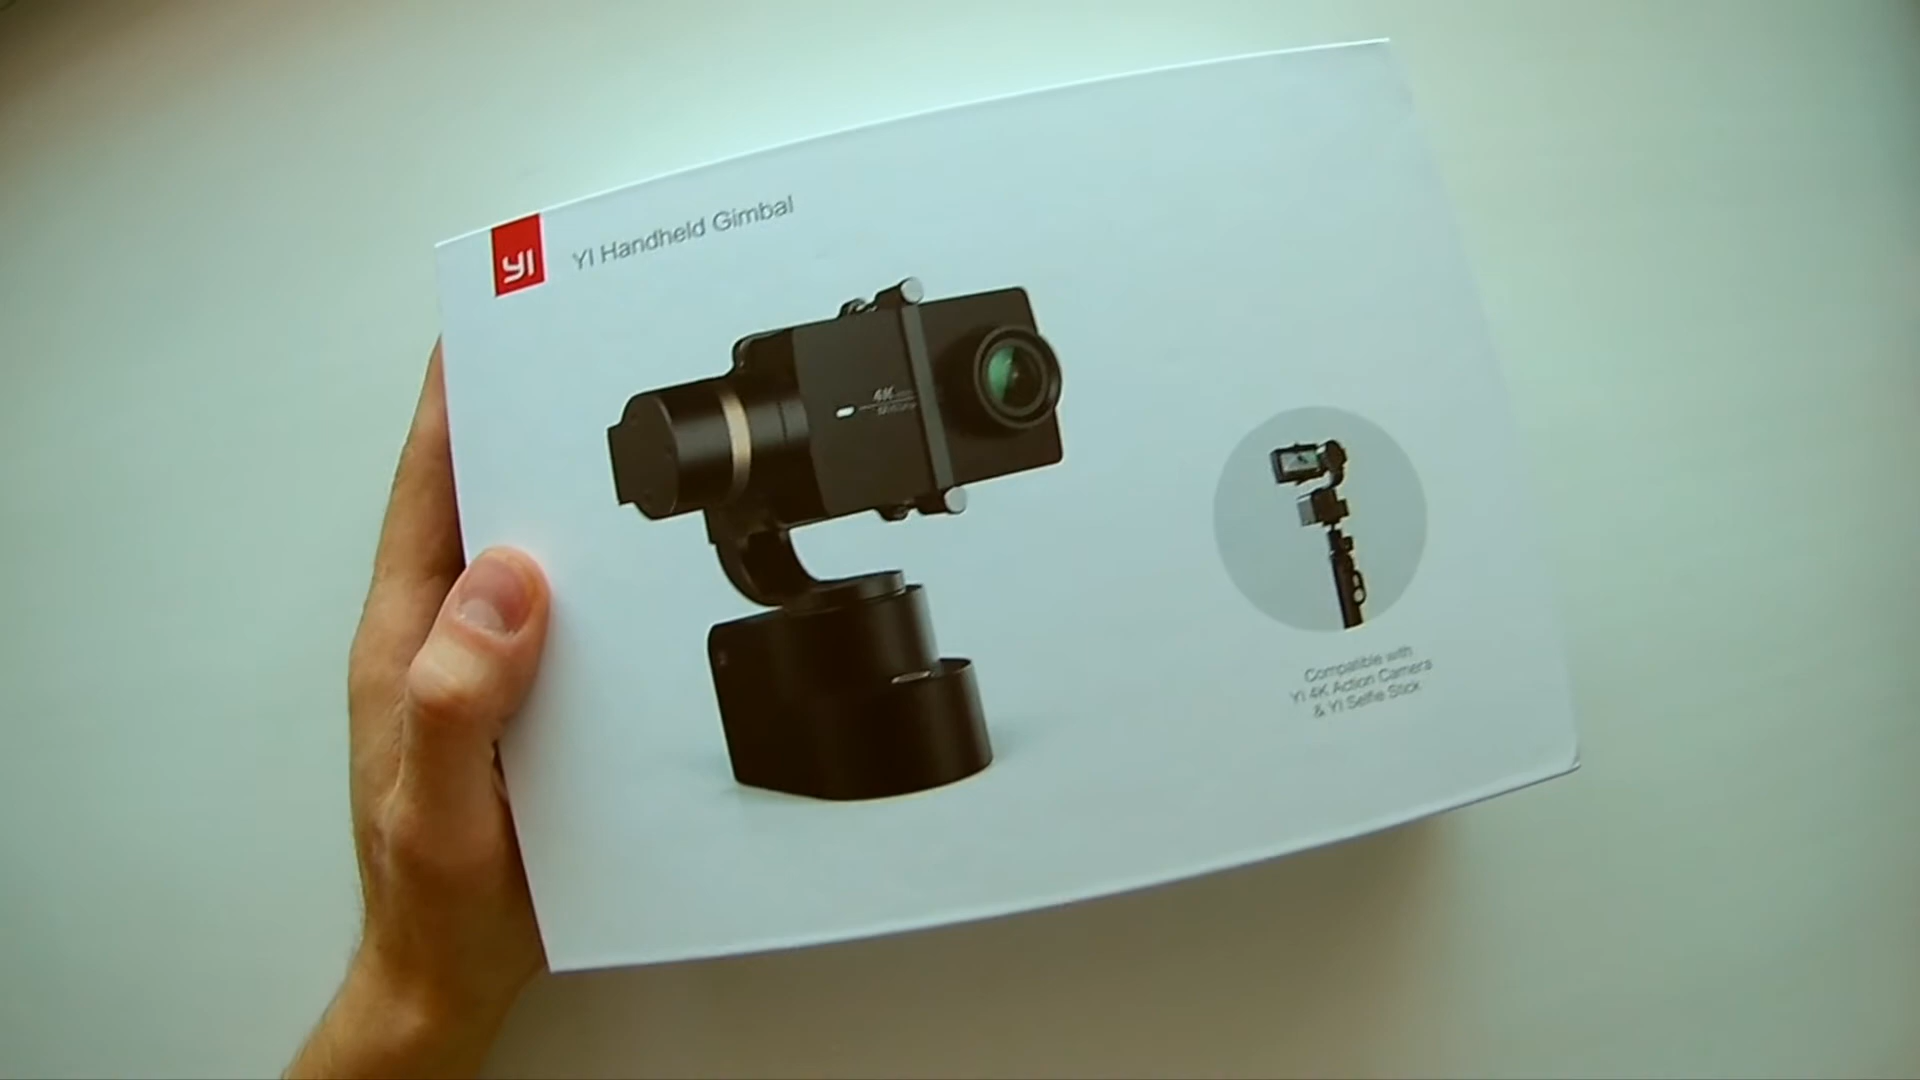 YI
YI Handheld Gimbal
4K
Compatible with
YI 4K Action Camera
& YI Selfie Stick